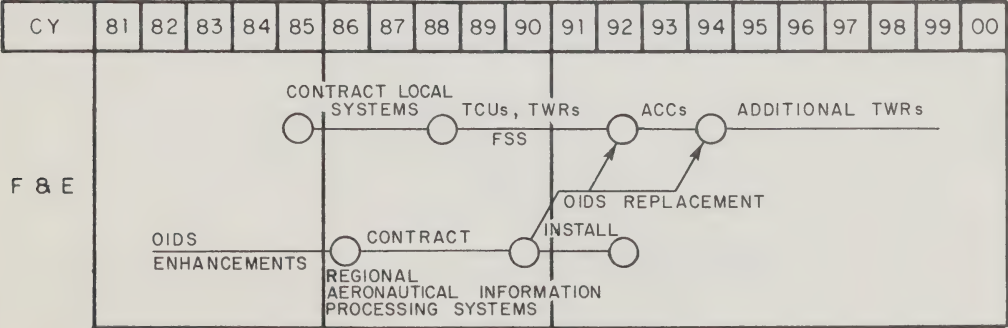 CY 81 82 83 84 85 86 87 88 89 90 91 92 93 94 95 96 97 98 99 00
F & E
CONTRACT LOCAL
SYSTEMS
TCUs, TWRs
FSS
ACCs
ADDITIONAL TWRs
OIDS REPLACEMENT
OIDS
ENHANCEMENTS
CONTRACT
INSTALL
REGIONAL
AERONAUTICAL INFORMATION
PROCESSING SYSTEMS